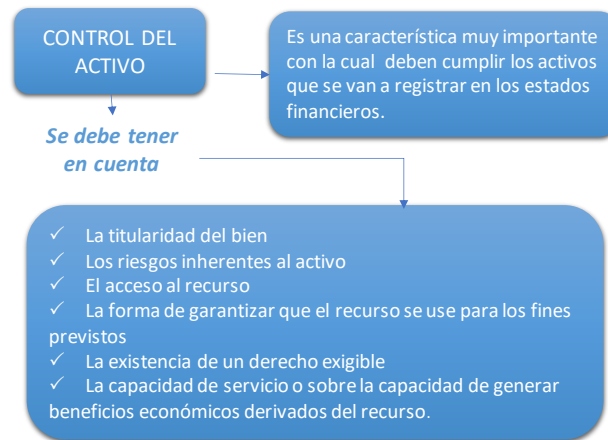 CONTROL DEL
ACTIVO
Es una característica muy importante
con la cual deben cumplir los activos
que se van a registrar en los estados
financieros.
Se debe tener
en cuenta
✓ La titularidad del bien
✓ Los riesgos inherentes al activo
✓ El acceso al recurso
✓ La forma de garantizar que el recurso se use para los fines
previstos
✓ La existencia de un derecho exigible
✓ La capacidad de servicio o sobre la capacidad de generar
beneficios económicos derivados del recurso.